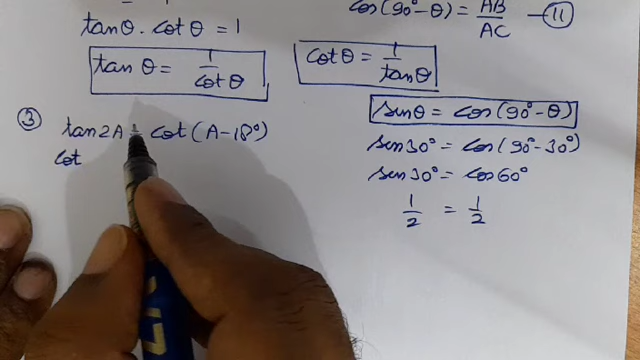 tanθ . cotθ = 1
tan θ = 1/cotθ
cotθ = 1/tanθ
③ tan2A = cot(A-18°)
cot
cos(90°-θ) = AB/AC —⑪
sinθ = cos(90°-θ)
sin30° = cos(90°-30°)
sin30° = cos60°
1/2 = 1/2